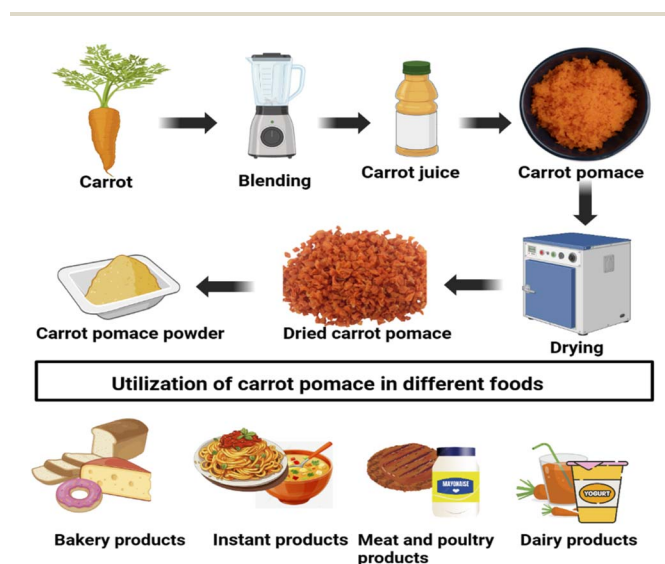 Carrot
Blending
Carrot juice
Carrot pomace
Carrot pomace powder
Dried carrot pomace
Drying
Utilization of carrot pomace in different foods
MAYONAISE
YOGURT
Bakery products
Instant products
Meat and poultry
products
Dairy products